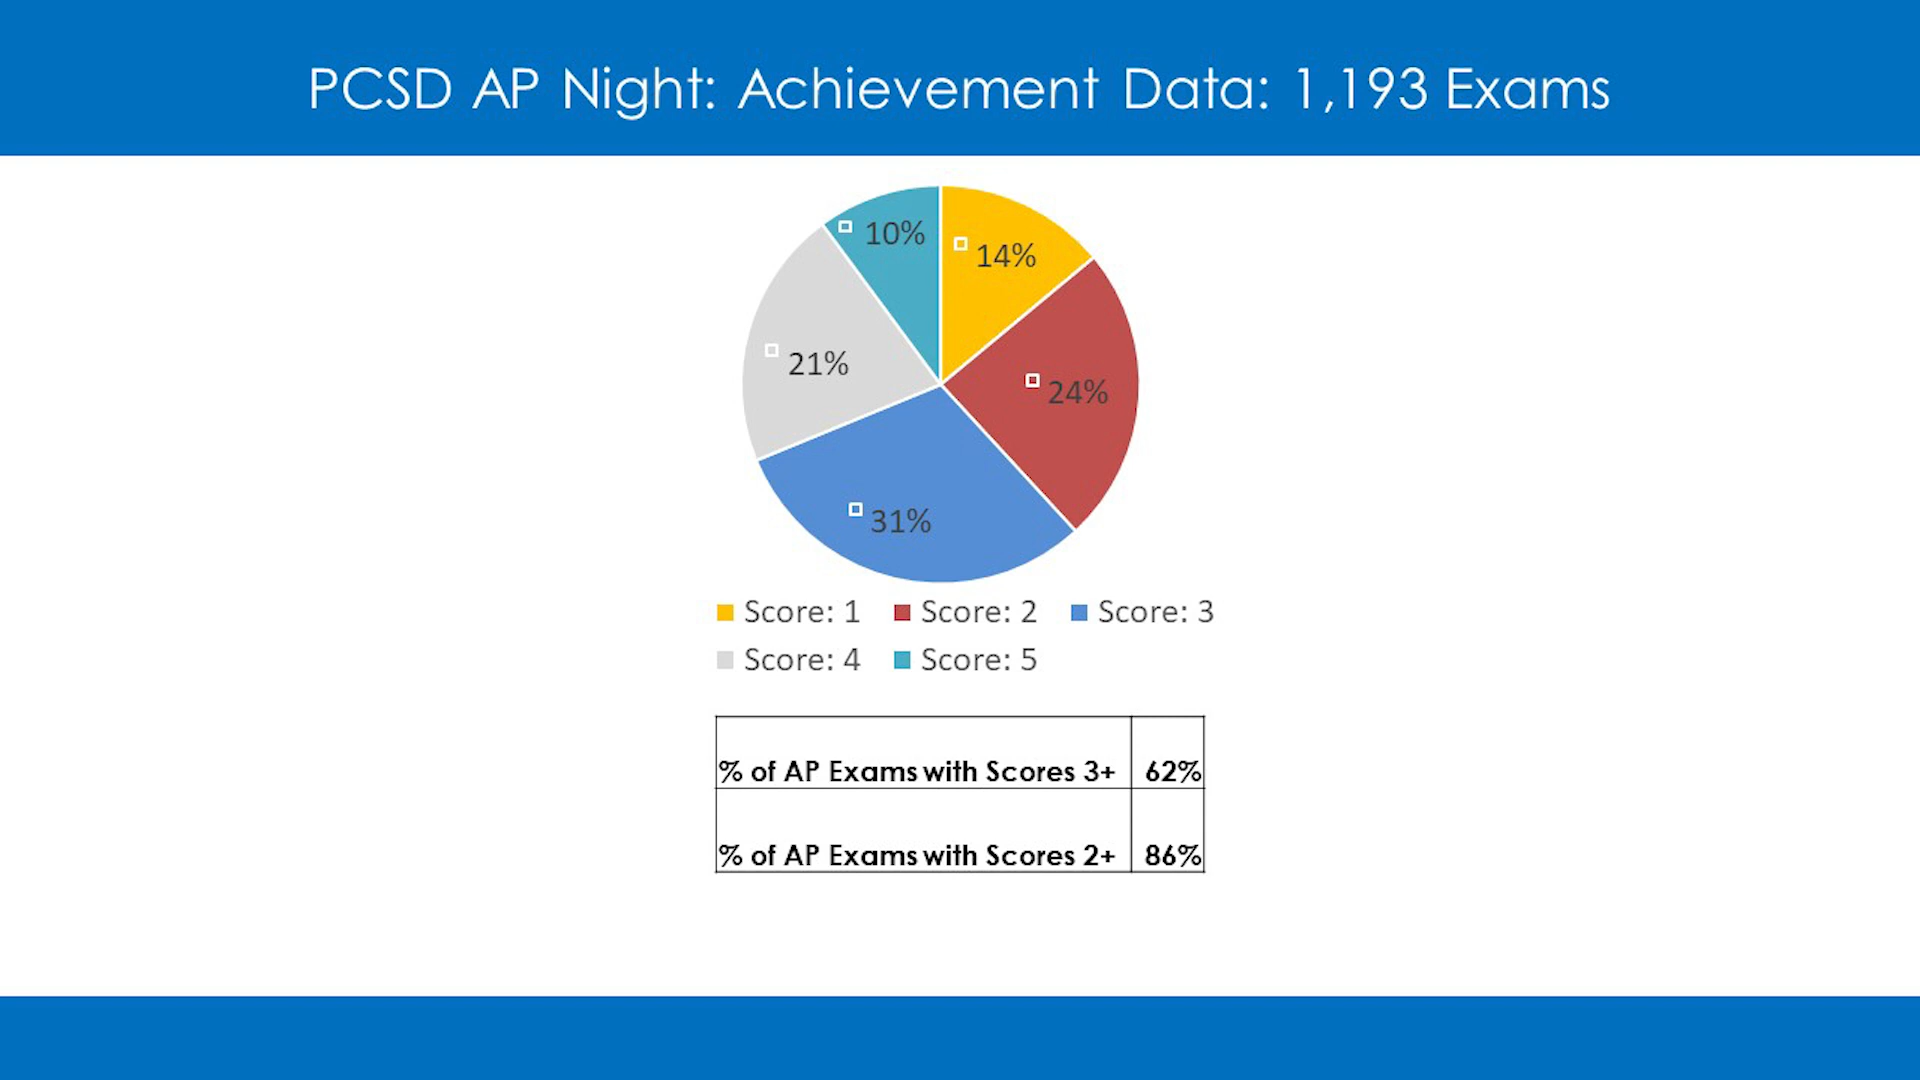 PCSD AP Night: Achievement Data: 1,193 Exams
10%
14%
21%
24%
31%
Score: 1 Score: 2 Score: 3
Score: 4 Score: 5
% of AP Exams with Scores 3+ 62%
% of AP Exams with Scores 2+ 86%